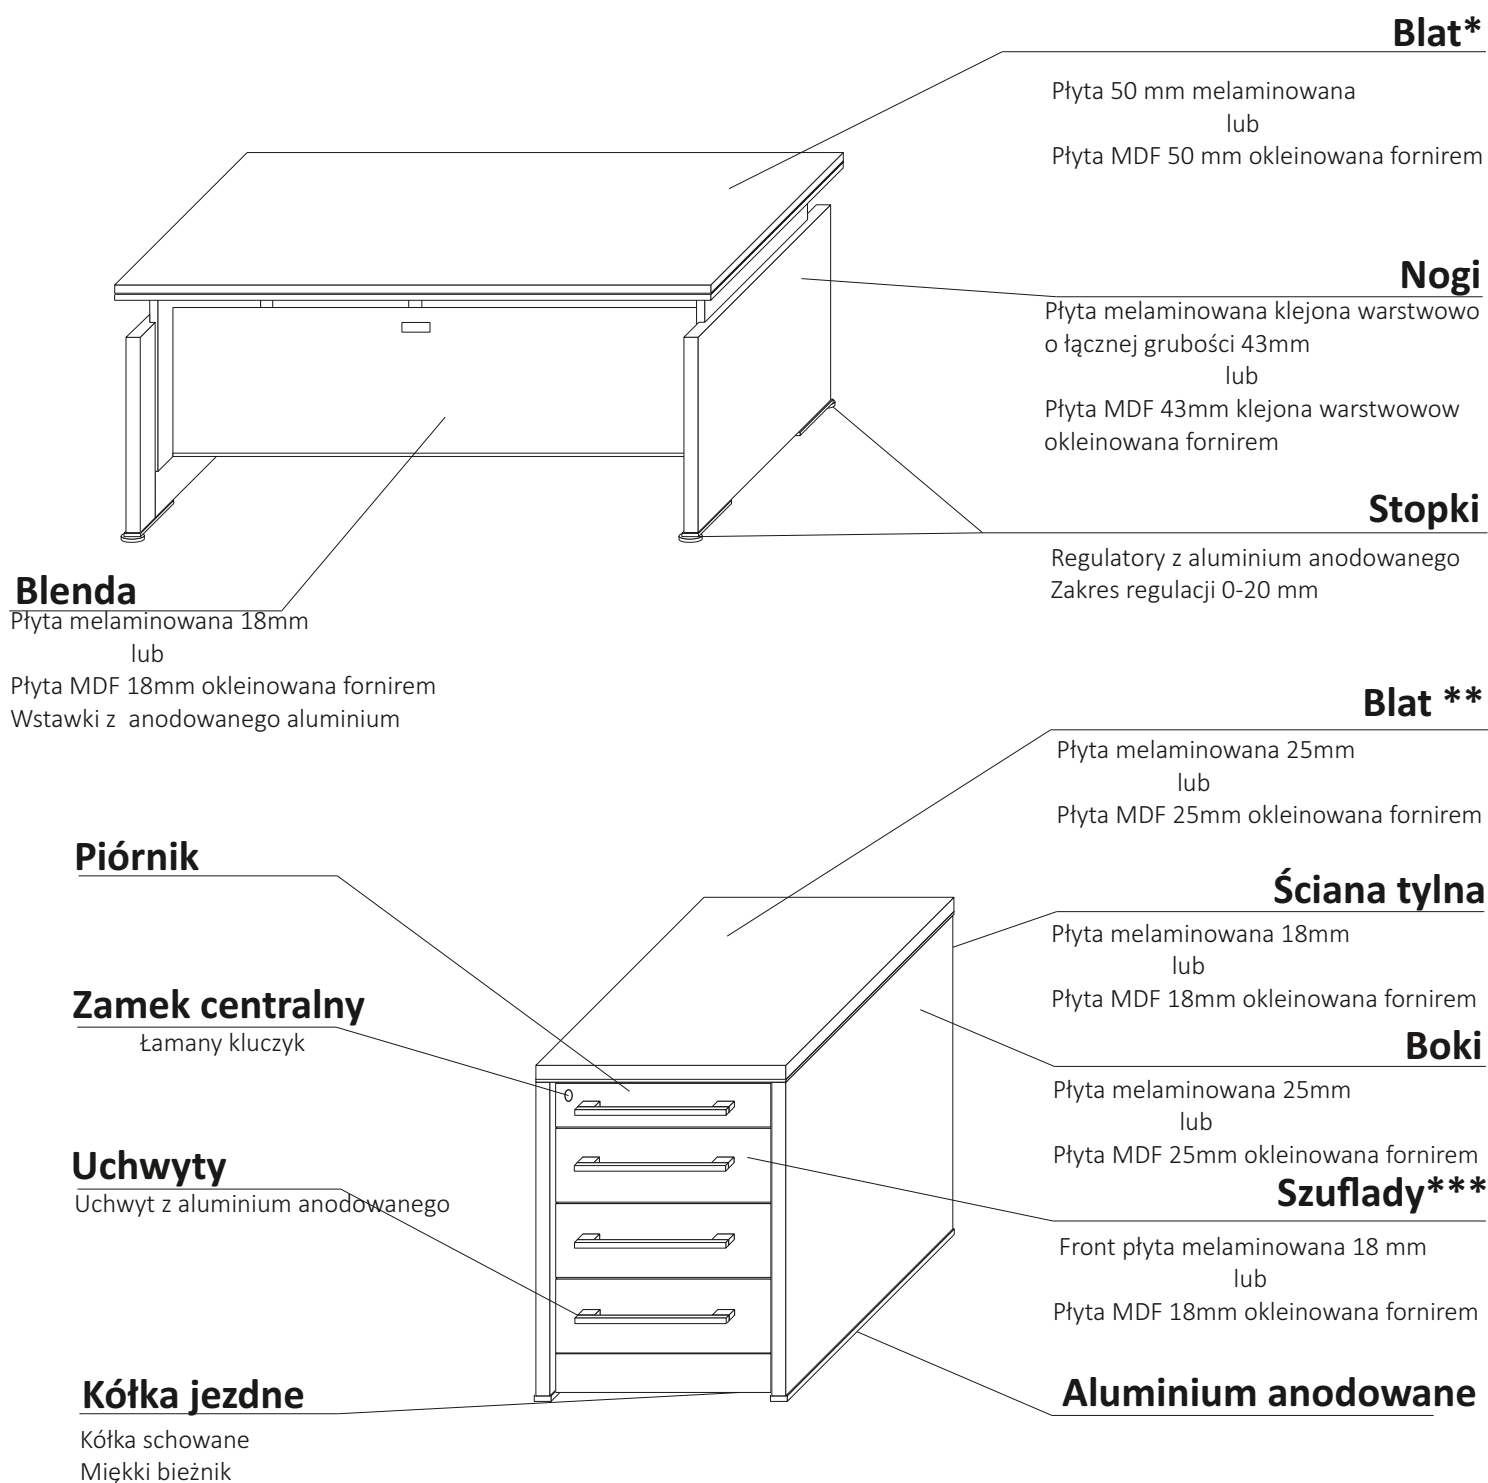 Blat*
Płyta 50 mm melaminowana
lub
Płyta MDF 50 mm okleinowana fornirem
Nogi
Płyta melaminowana klejona warstwowo
o łącznej grubości 43mm
lub
Płyta MDF 43mm klejona warstwowow
okleinowana fornirem
Stopki
Regulatory z aluminium anodowanego
Zakres regulacji 0-20 mm
Blenda
Płyta melaminowana 18mm
lub
Płyta MDF 18mm okleinowana fornirem
Wstawki z anodowanego aluminium
Blat **
Płyta melaminowana 25mm
lub
Płyta MDF 25mm okleinowana fornirem
Piórnik
Ściana tylna
Płyta melaminowana 18mm
lub
Płyta MDF 18mm okleinowana fornirem
Zamek centralny
Łamany kluczyk
Boki
Płyta melaminowana 25mm
lub
Płyta MDF 25mm okleinowana fornirem
Uchwyty
Uchwyt z aluminium anodowanego
Szuflady***
Front płyta melaminowana 18 mm
lub
Płyta MDF 18mm okleinowana fornirem
Kółka jezdne
Kółka schowane
Miękki bieżnik
Aluminium anodowane